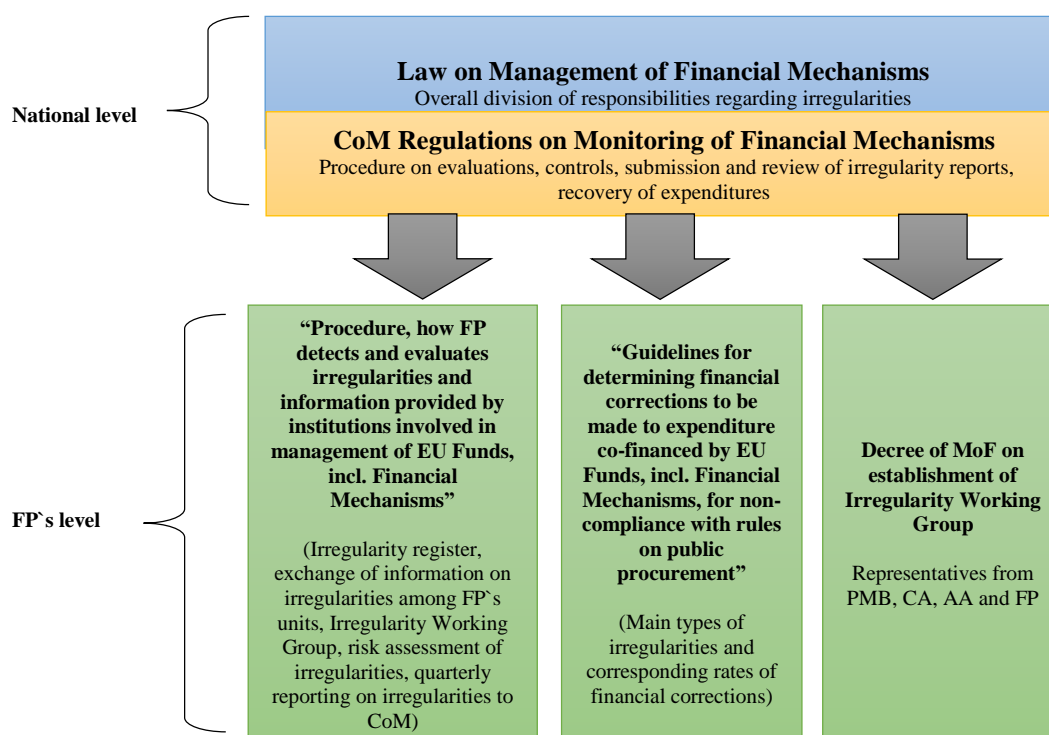 National level
Law on Management of Financial Mechanisms
Overall division of responsibilities regarding irregularities
CoM Regulations on Monitoring of Financial Mechanisms
Procedure on evaluations, controls, submission and review of irregularity reports,
recovery of expenditures
FP`s level
“Procedure, how FP
detects and evaluates
irregularities and
information provided by
institutions involved in
management of EU Funds,
incl. Financial
Mechanisms”
(Irregularity register,
exchange of information on
irregularities among FP`s
units, Irregularity Working
Group, risk assessment of
irregularities, quarterly
reporting on irregularities to
CoM)
“Guidelines for
determining financial
corrections to be
made to expenditure
co-financed by EU
Funds, incl. Financial
Mechanisms, for non-
compliance with rules
on public
procurement”
(Main types of
irregularities and
corresponding rates of
financial corrections)
Decree of MoF on
establishment of
Irregularity Working
Group
Representatives from
PMB, CA, AA and FP